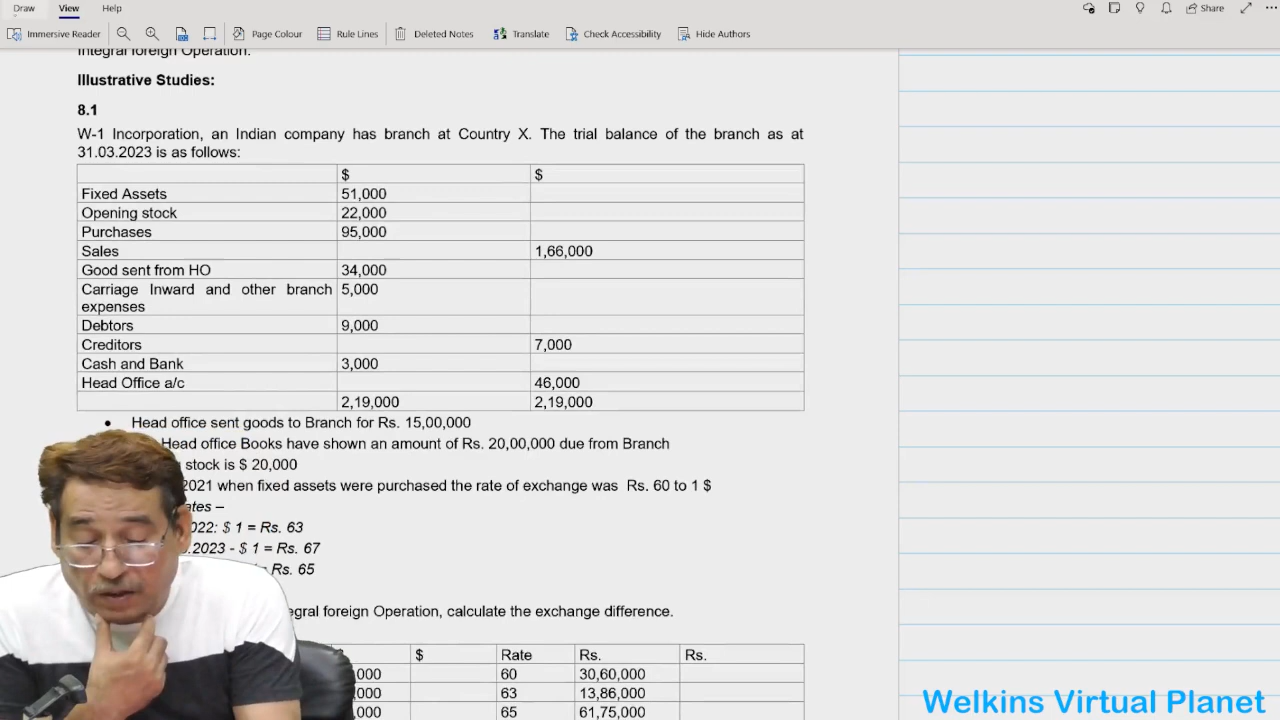 Draw View Help
Immersive Reader Page Colour Rule Lines Deleted Notes Translate Check Accessibility Hide Authors Share
Integral foreign Operation.
Illustrative Studies:
8.1
W-1 Incorporation, an Indian company has branch at Country X. The trial balance of the branch as at
31.03.2023 is as follows:
$ $
Fixed Assets 51,000
Opening stock 22,000
Purchases 95,000
Sales 1,66,000
Good sent from HO 34,000
Carriage Inward and other branch 5,000
expenses
Debtors 9,000
Creditors 7,000
Cash and Bank 3,000
Head Office a/c 46,000
2,19,000 2,19,000
• Head office sent goods to Branch for Rs. 15,00,000
Head office Books have shown an amount of Rs. 20,00,000 due from Branch
stock is $ 20,000
2021 when fixed assets were purchased the rate of exchange was Rs. 60 to 1 $
–
2022: $ 1 = Rs. 63
.2023 - $ 1 = Rs. 67
= Rs. 65
foreign Operation, calculate the exchange difference.
$ Rate Rs. Rs.
,000 60 30,60,000
,000 63 13,86,000
,000 65 61,75,000
Welkins Virtual Planet